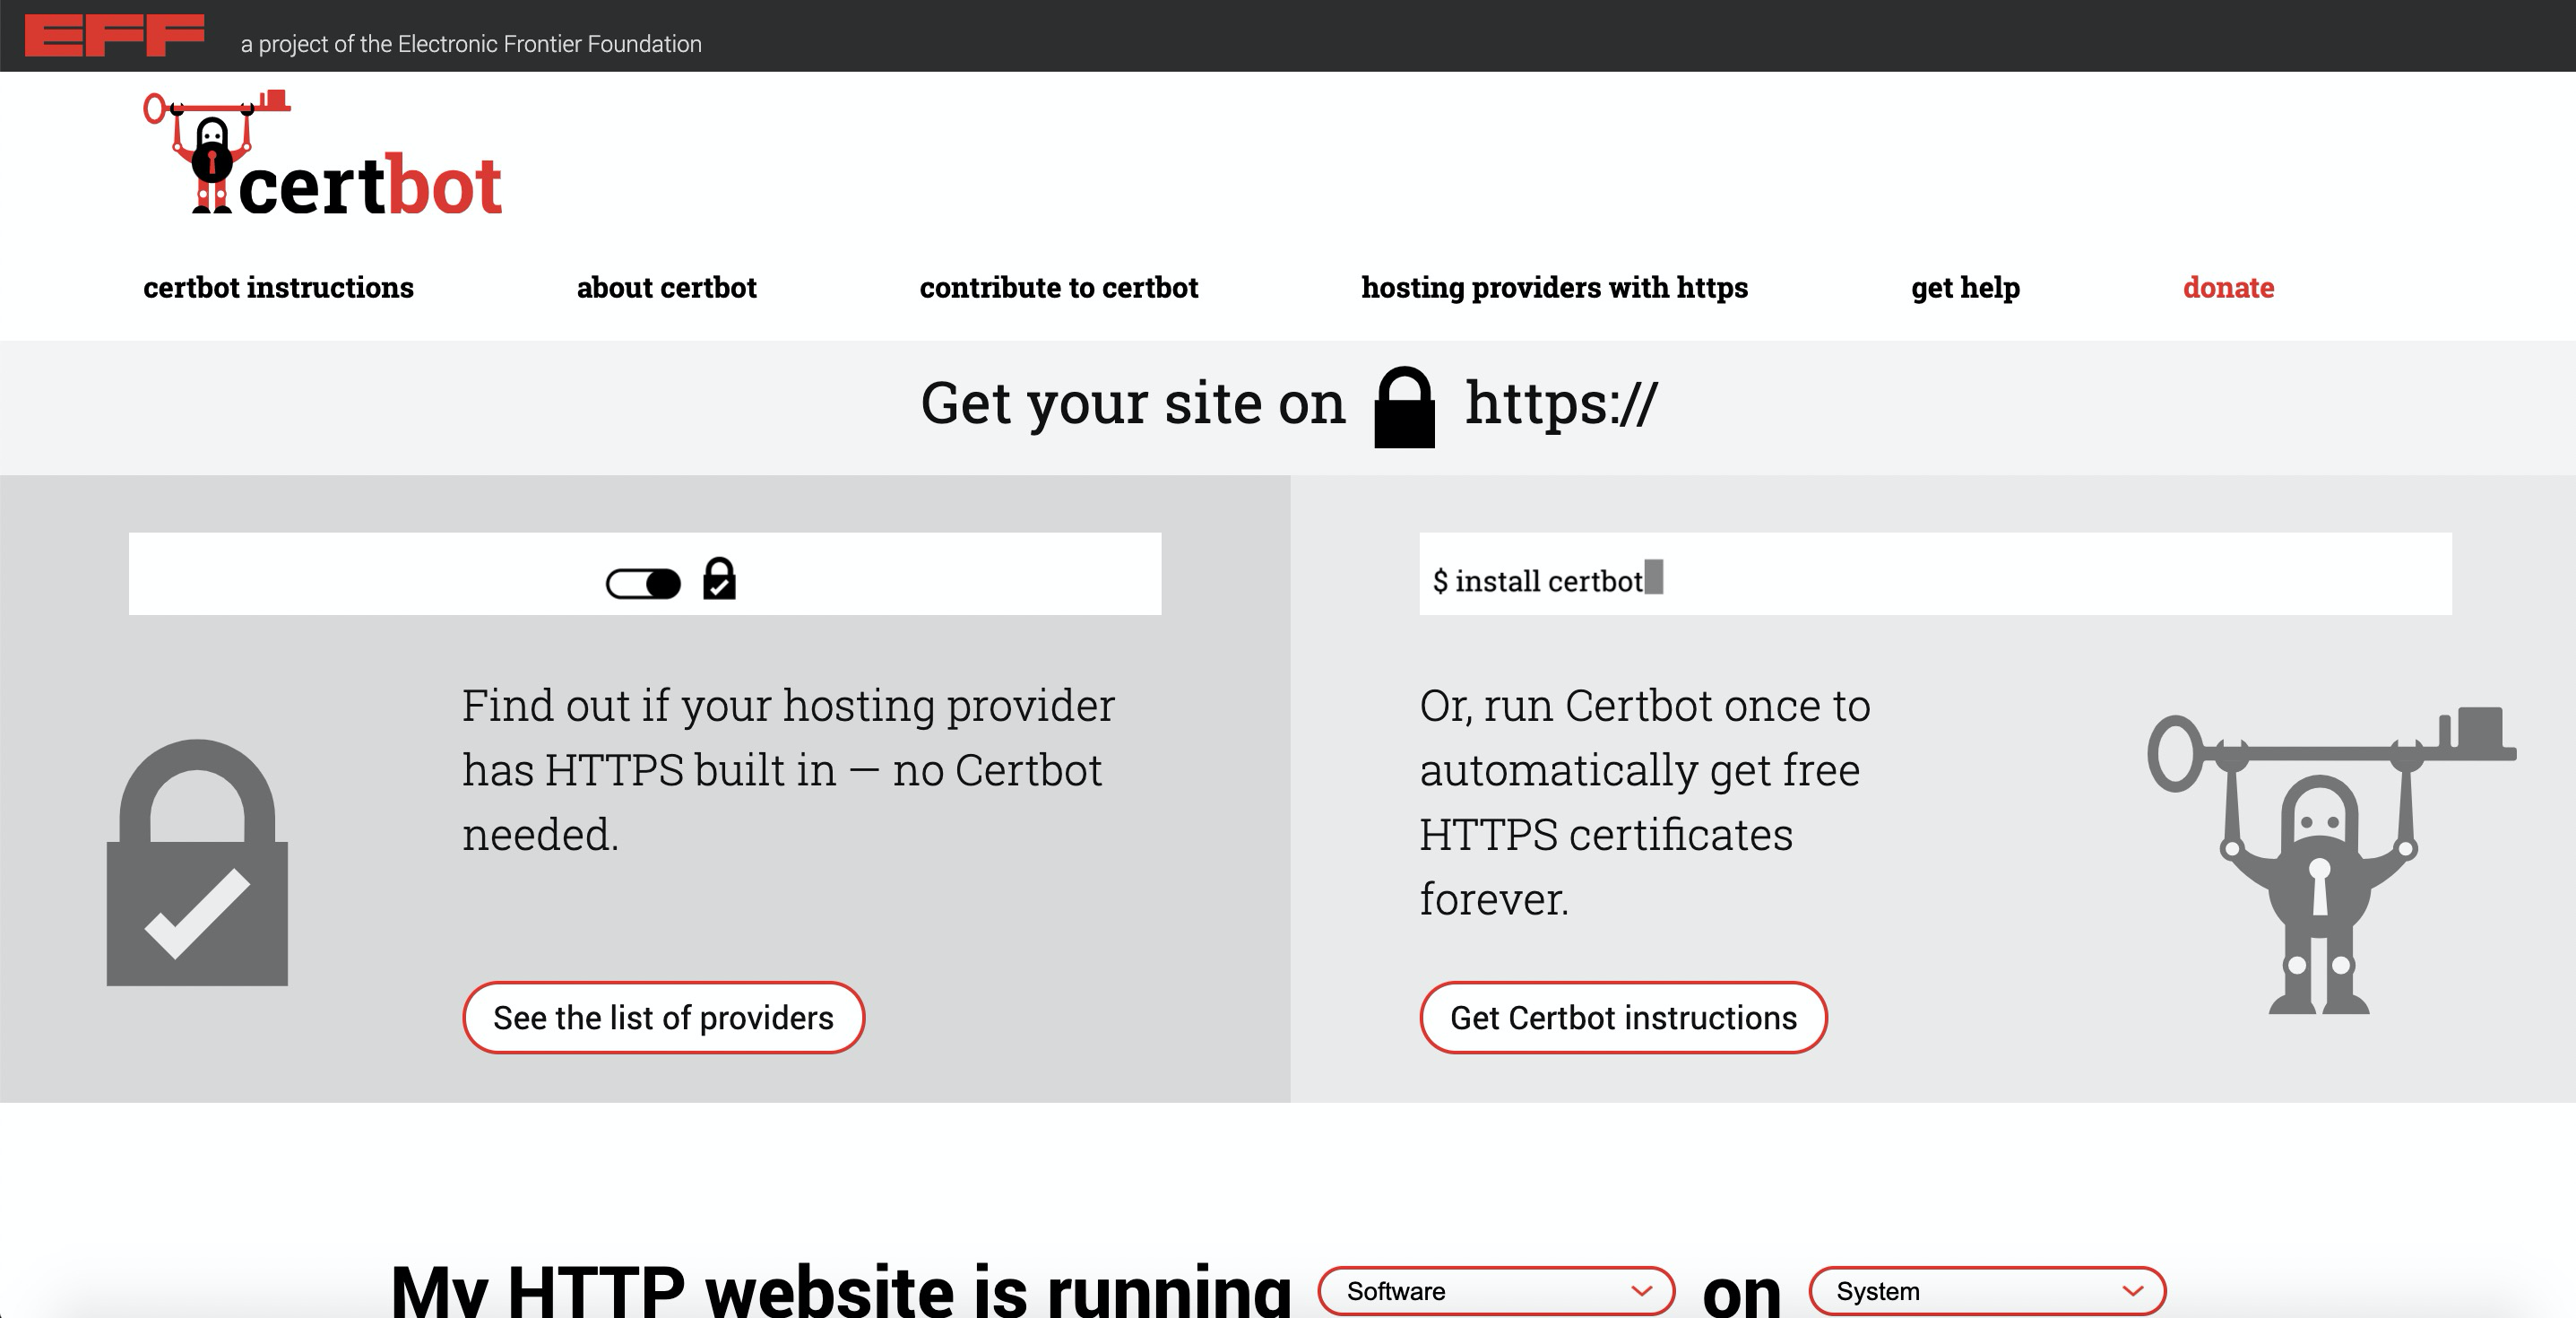 EFF a project of the Electronic Frontier Foundation
certbot
certbot instructions about certbot contribute to certbot hosting providers with https get help donate
Get your site on https://
$ install certbot
Find out if your hosting provider
has HTTPS built in — no Certbot
needed.
See the list of providers
Or, run Certbot once to
automatically get free
HTTPS certificates
forever.
Get Certbot instructions
My HTTP website is running Software on System